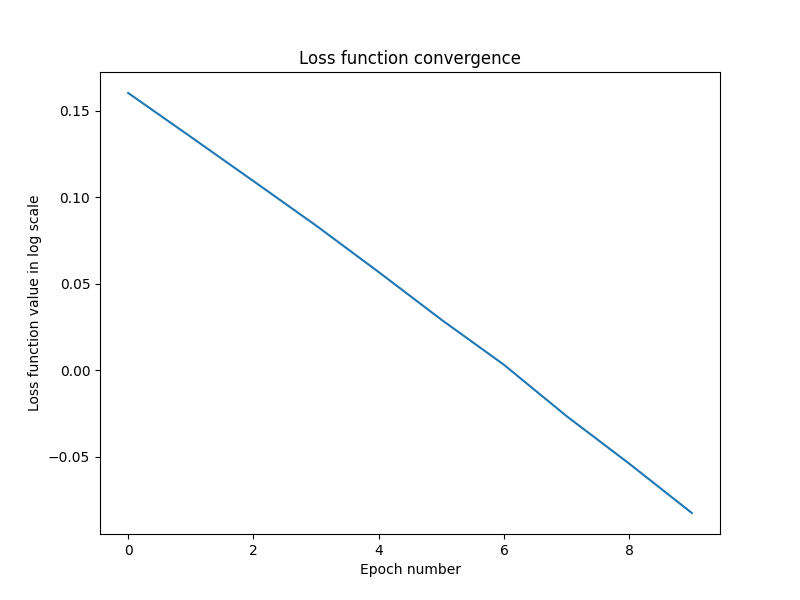 Loss function convergence
Loss function value in log scale
0.15
0.10
0.05
0.00
−0.05
0 2 4 6 8
Epoch number